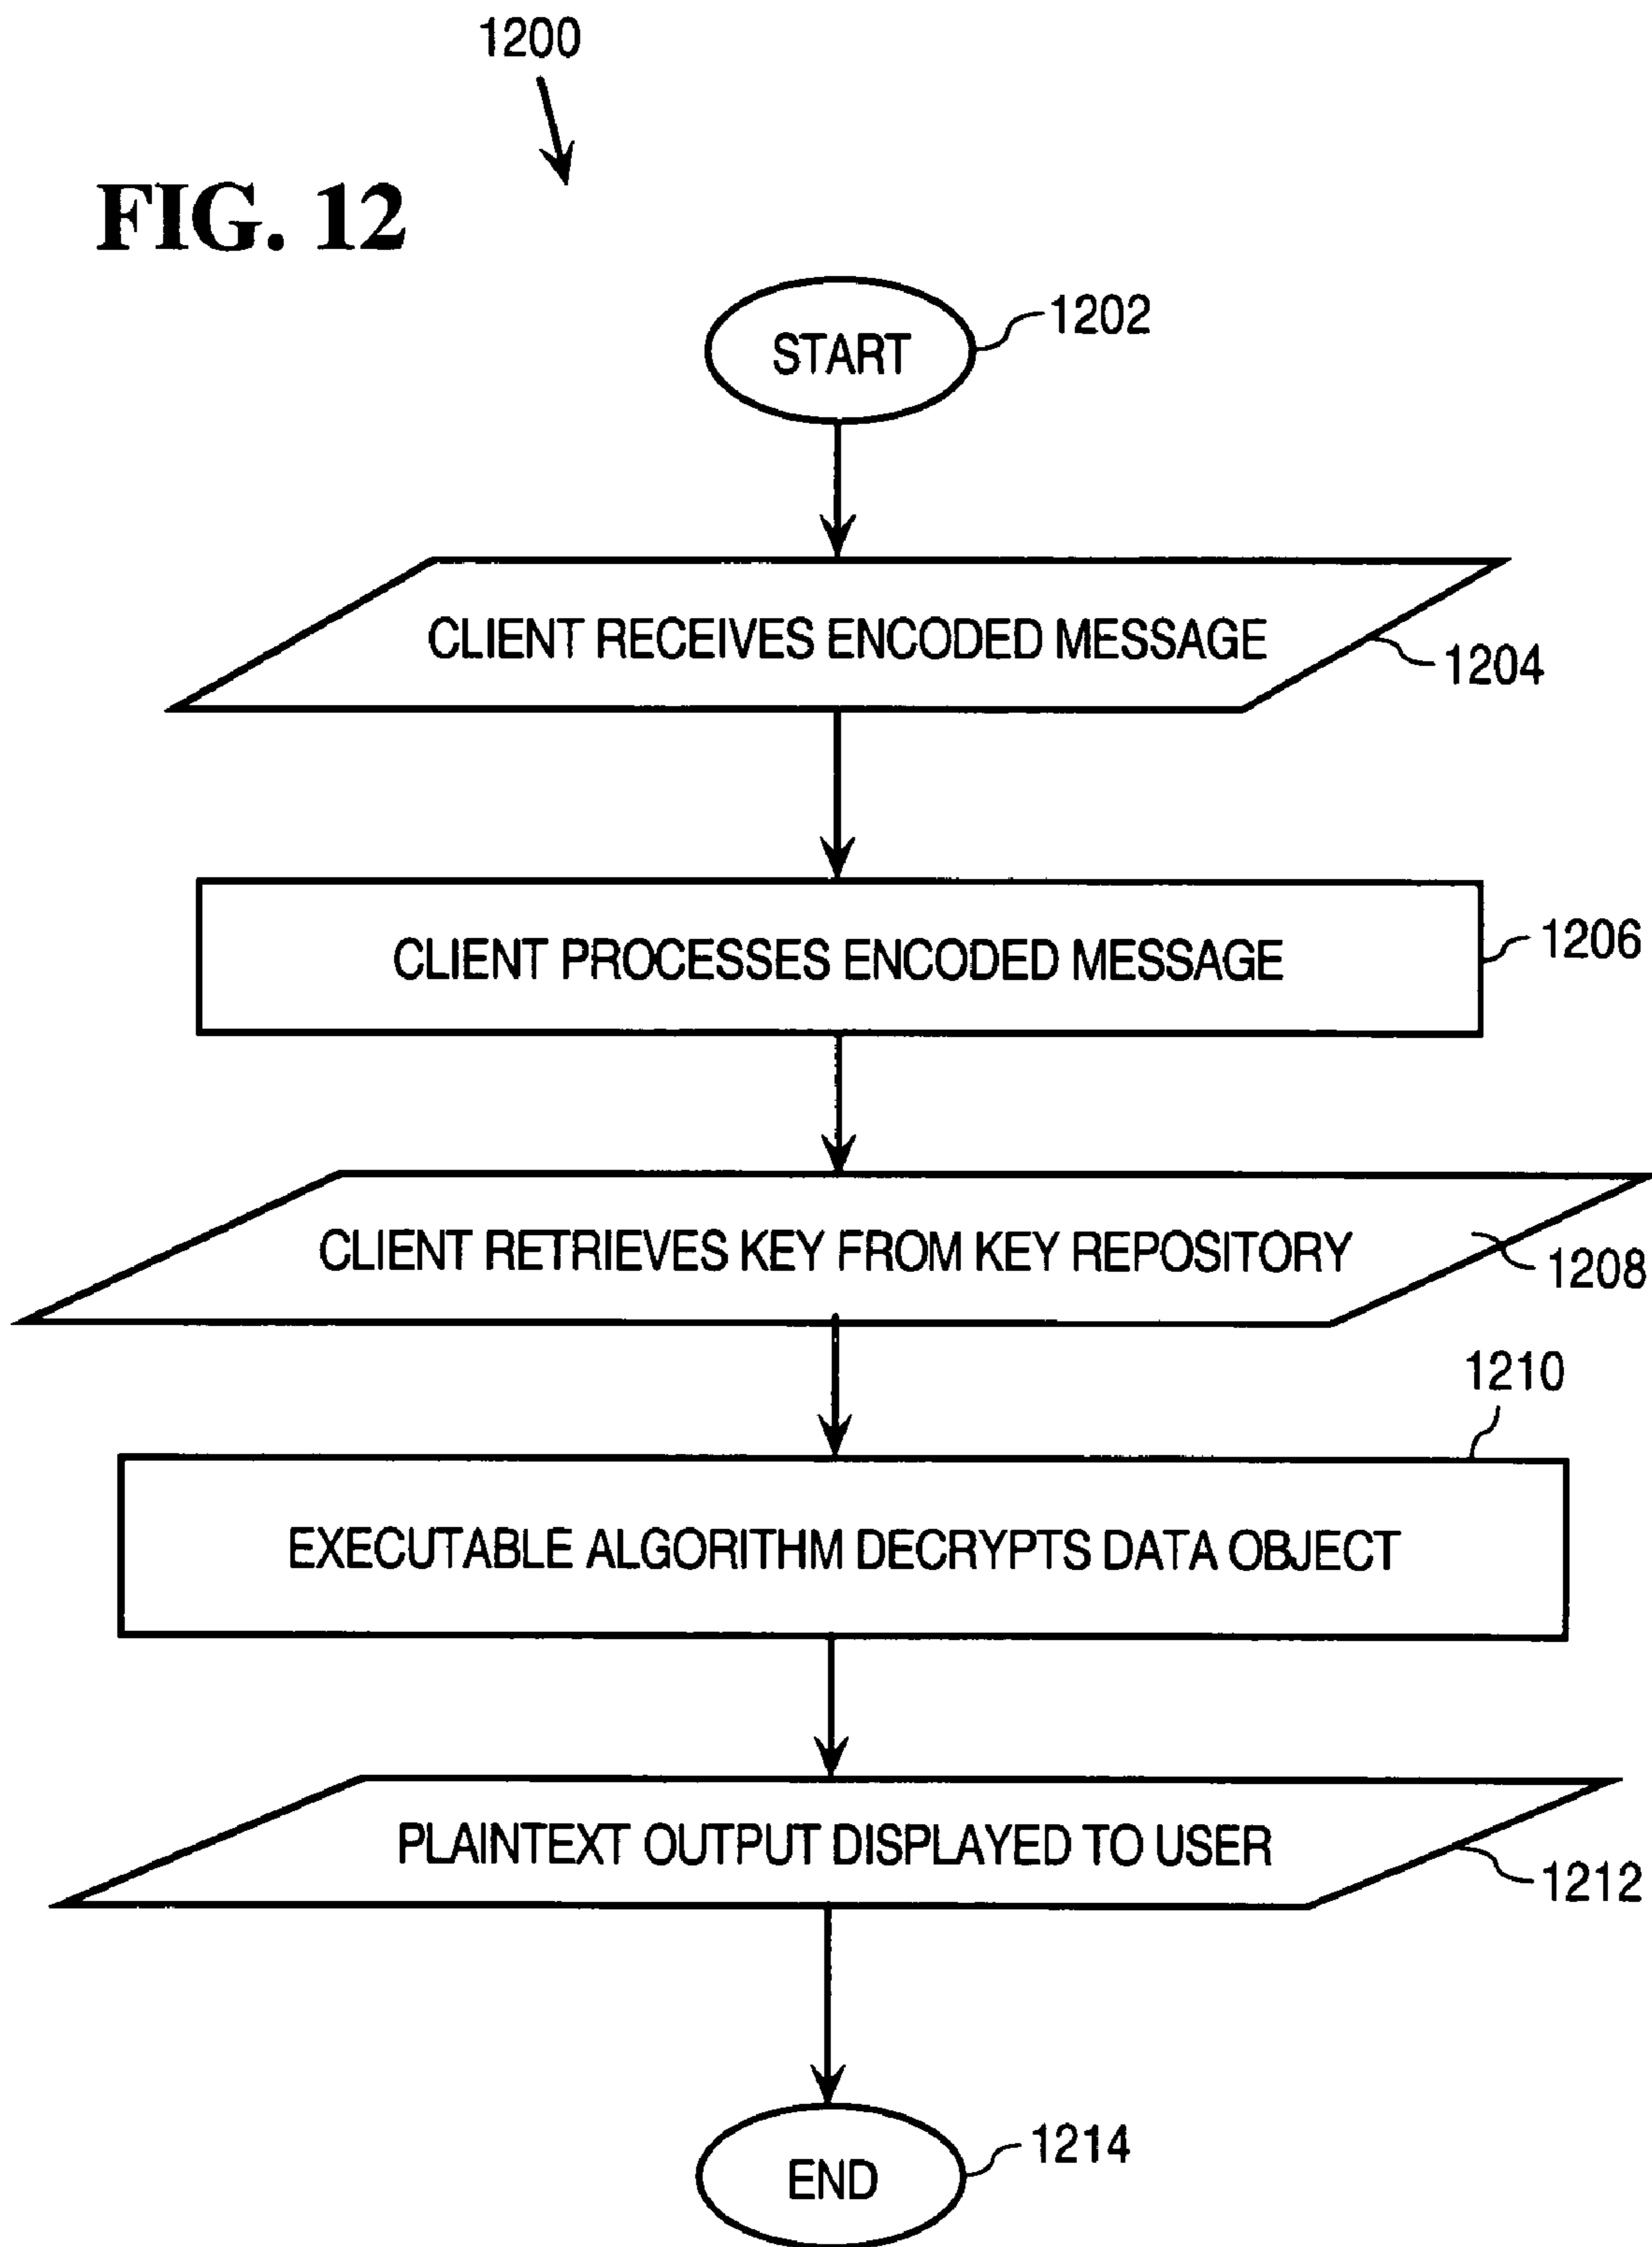 1200
FIG. 12
START
1202
CLIENT RECEIVES ENCODED MESSAGE
1204
CLIENT PROCESSES ENCODED MESSAGE
1206
CLIENT RETRIEVES KEY FROM KEY REPOSITORY
1208
1210
EXECUTABLE ALGORITHM DECRYPTS DATA OBJECT
PLAINTEXT OUTPUT DISPLAYED TO USER
1212
END
1214